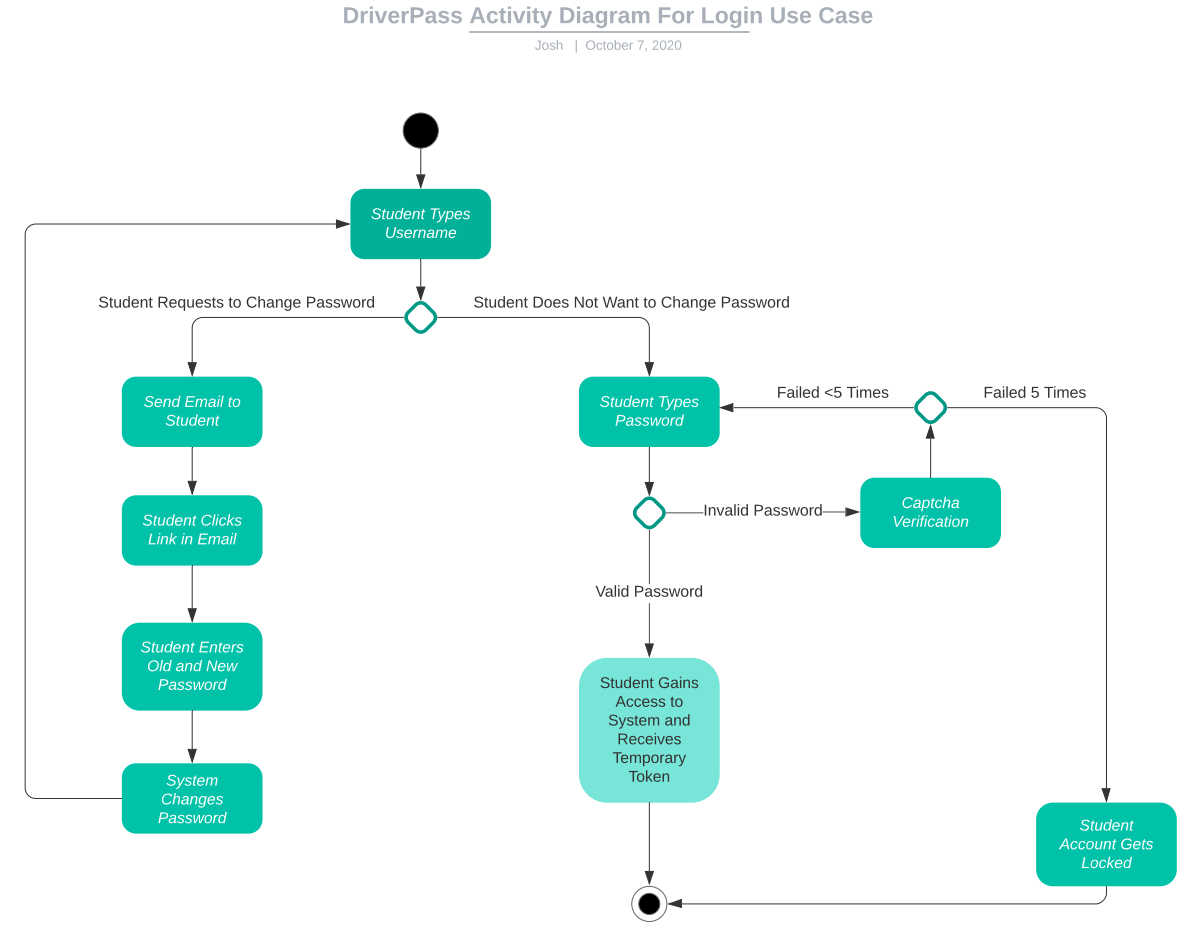 DriverPass Activity Diagram For Login Use Case
Josh | October 7, 2020
Student Types
Username
Student Requests to Change Password
Student Does Not Want to Change Password
Send Email to
Student
Student Types
Password
Failed <5 Times
Failed 5 Times
Student Clicks
Link in Email
Invalid Password
Captcha
Verification
Valid Password
Student Enters
Old and New
Password
Student Gains
Access to
System and
Receives
Temporary
Token
System
Changes
Password
Student
Account Gets
Locked